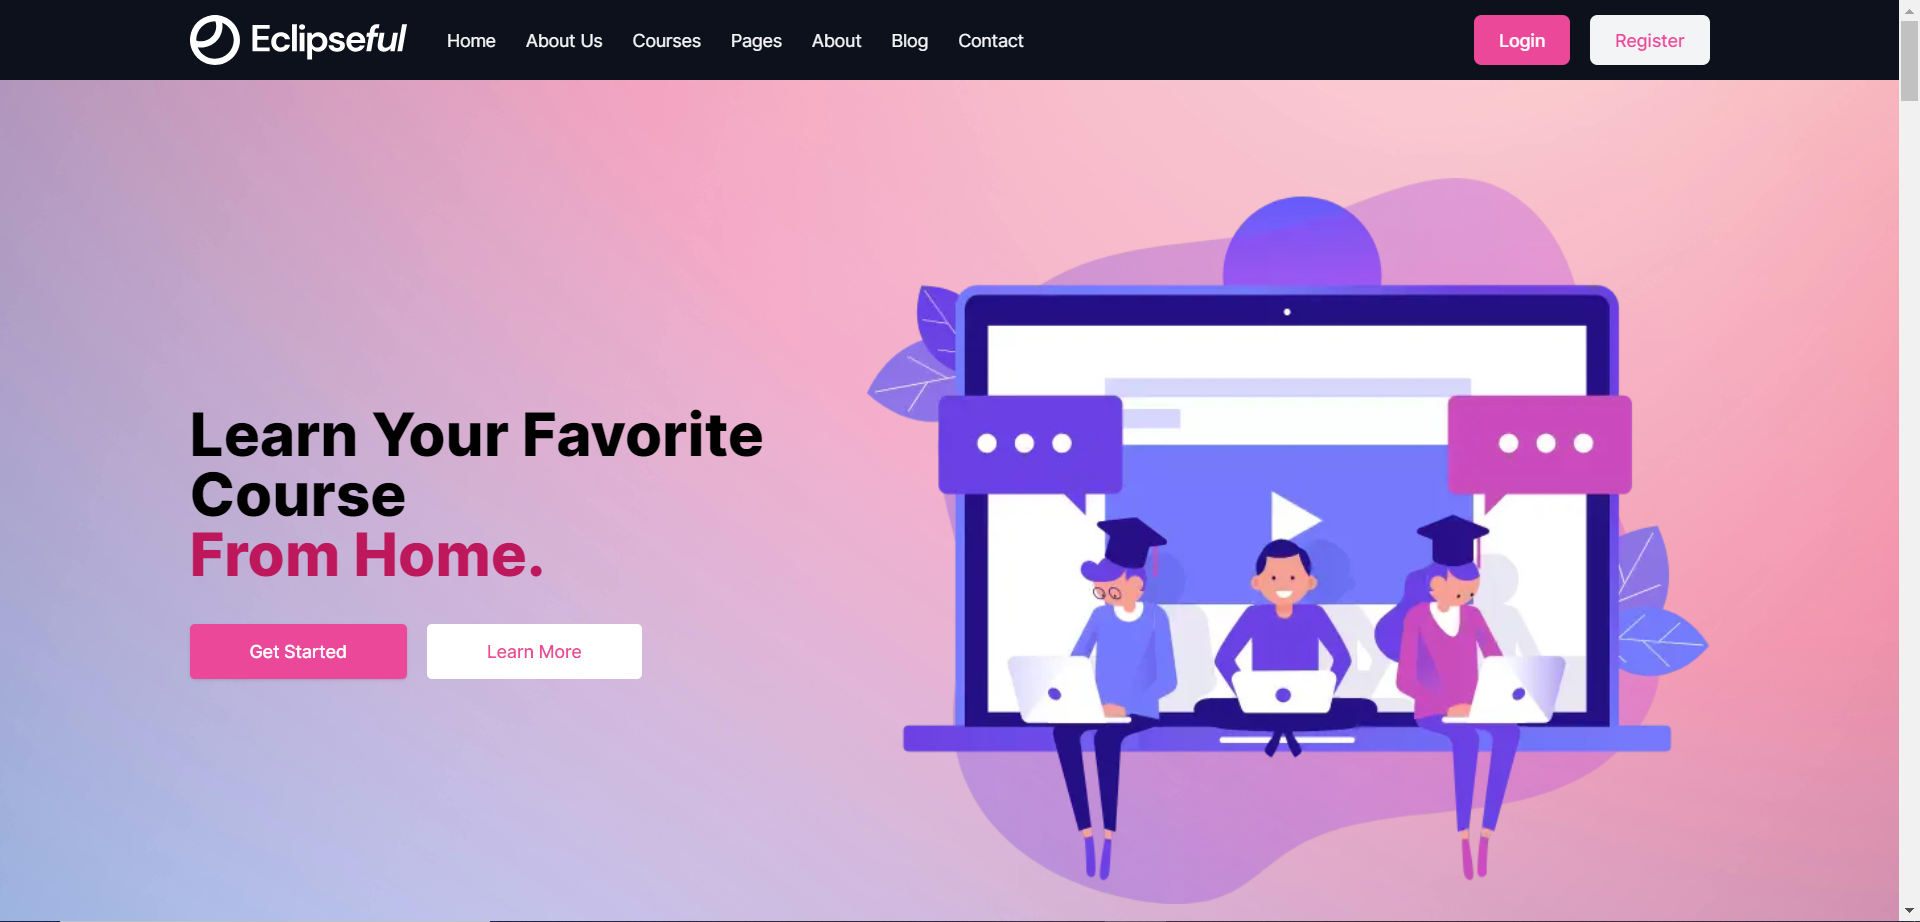 Eclipseful
Home About Us Courses Pages About Blog Contact
Login Register
Learn Your Favorite
Course
From Home.
Get Started Learn More